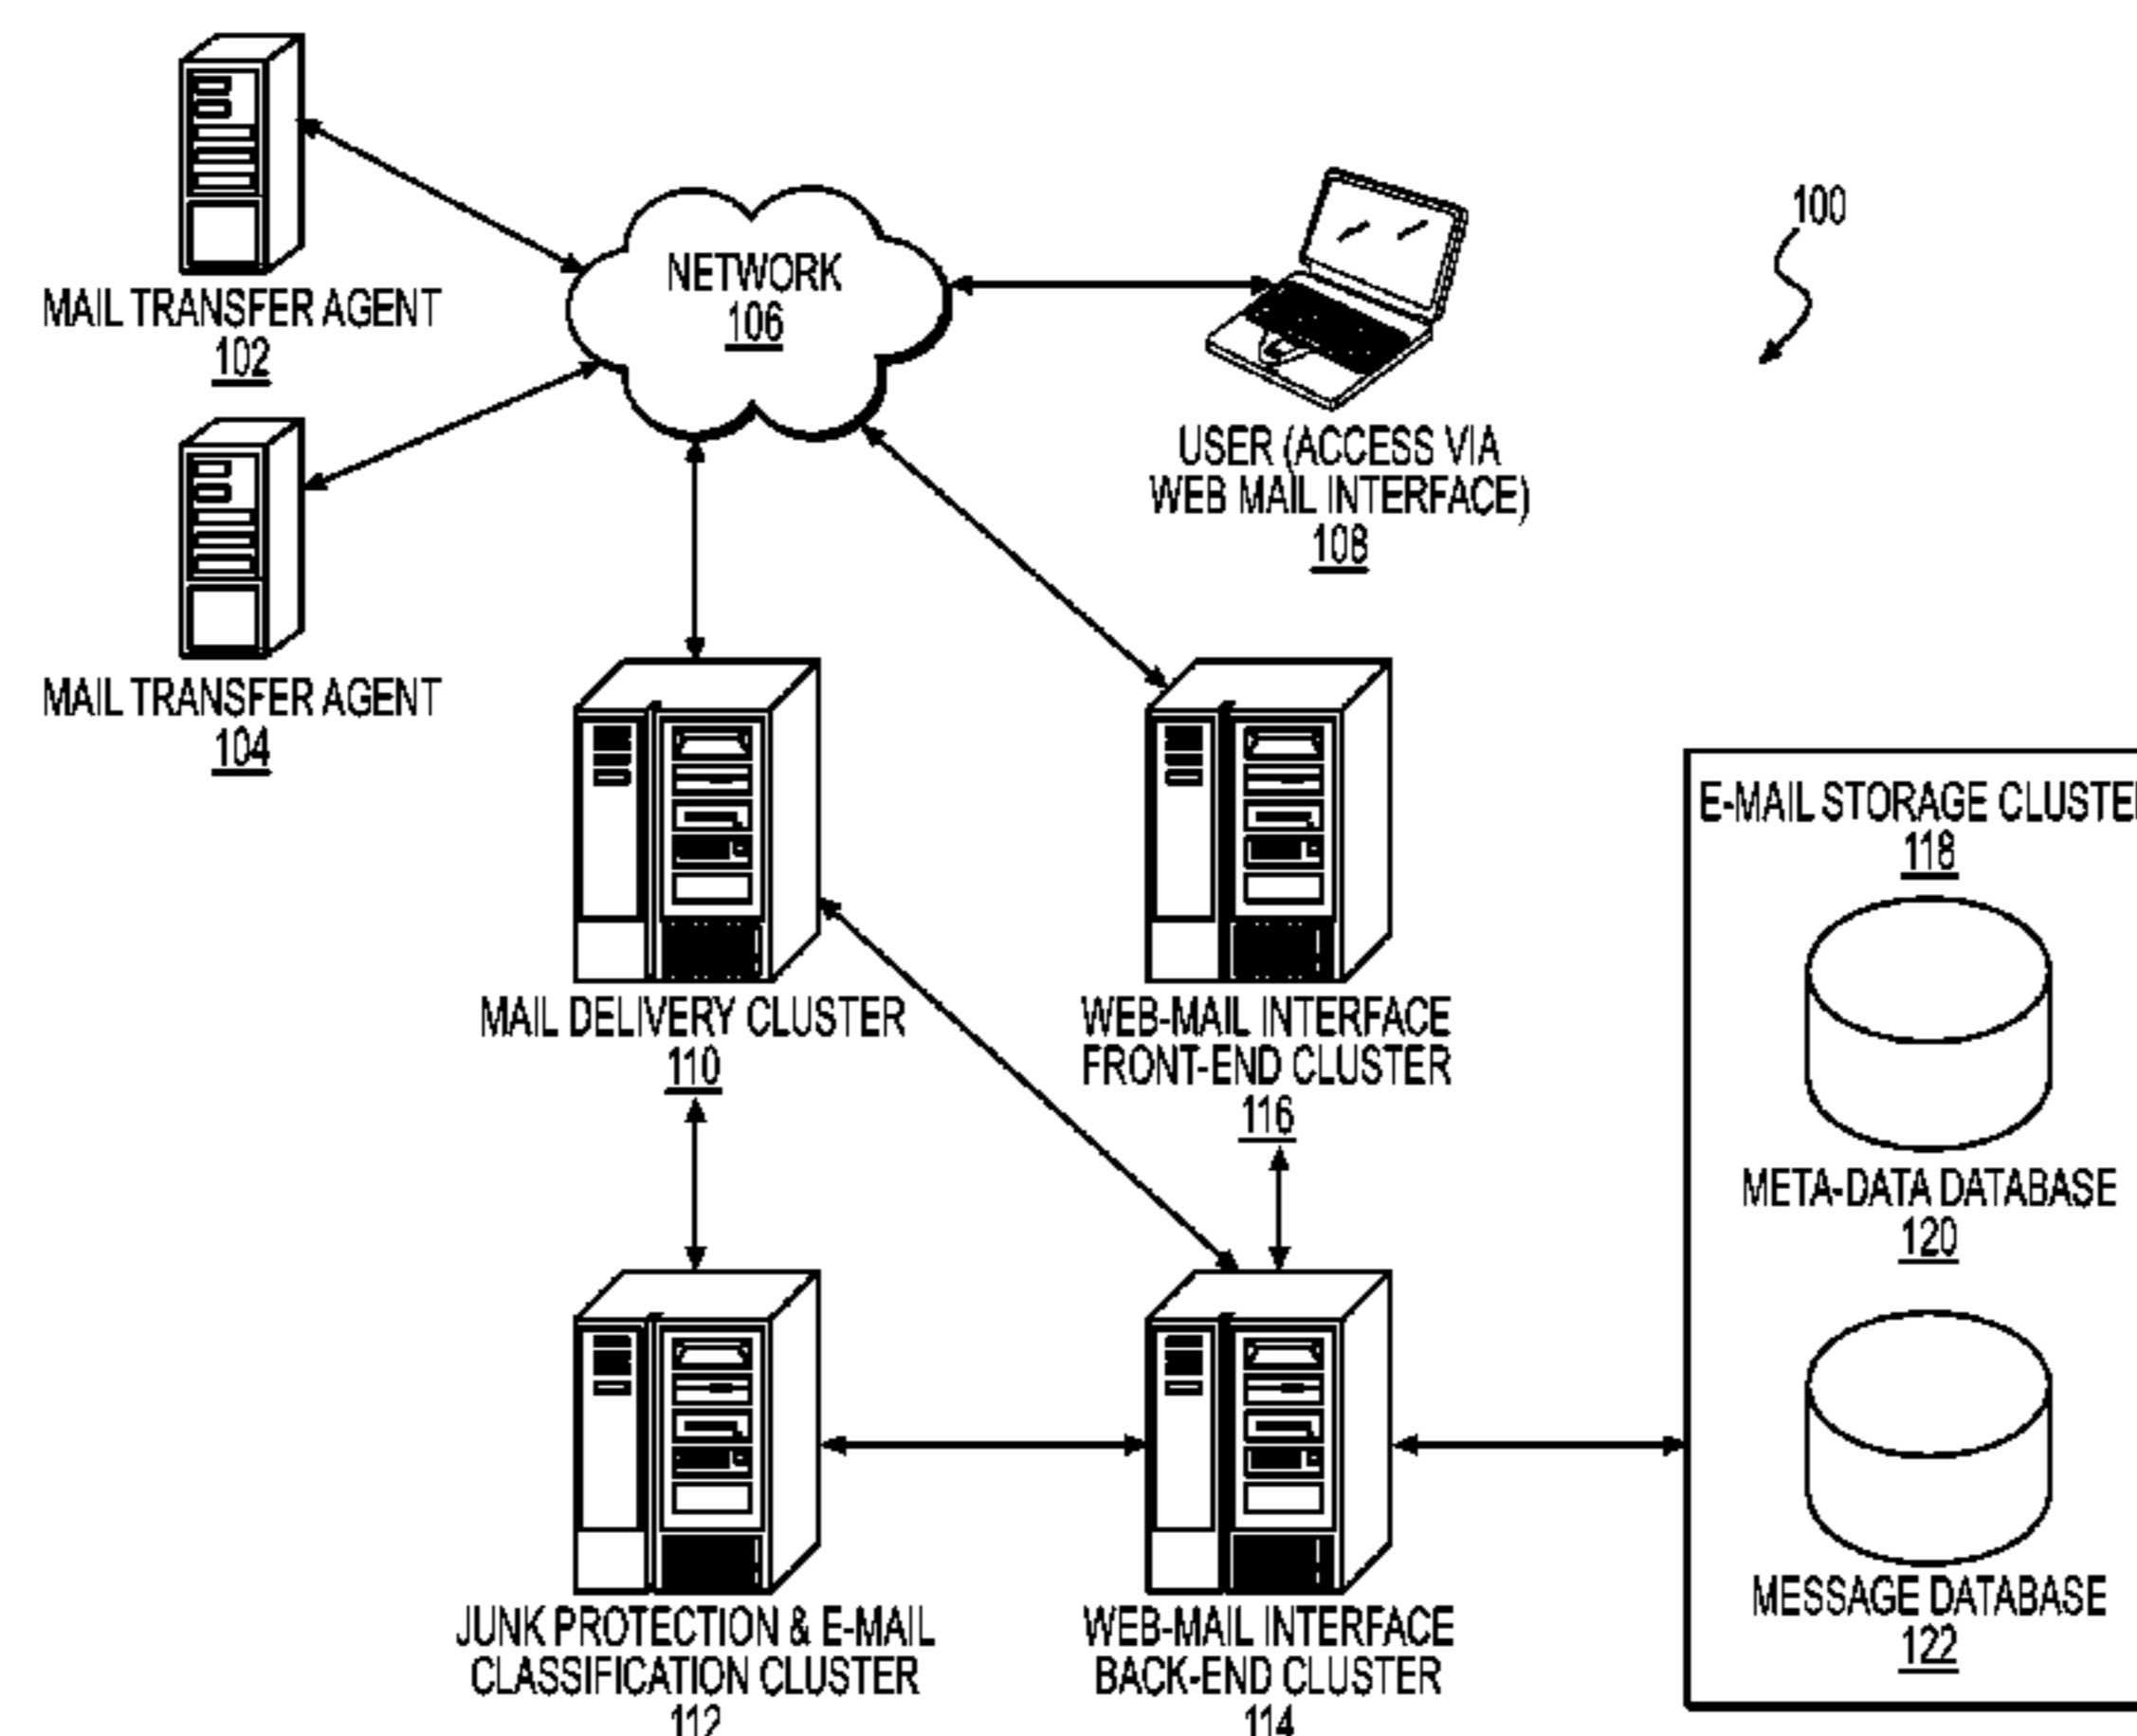 MAIL TRANSFER AGENT
102
NETWORK
106
100
USER (ACCESS VIA
WEB MAIL INTERFACE)
108
MAIL TRANSFER AGENT
104
MAIL DELIVERY CLUSTER
110
WEB-MAIL INTERFACE
FRONT-END CLUSTER
116
E-MAIL STORAGE CLUSTE
118
META-DATA DATABASE
120
MESSAGE DATABASE
122
JUNK PROTECTION & E-MAIL
CLASSIFICATION CLUSTER
112
WEB-MAIL INTERFACE
BACK-END CLUSTER
114